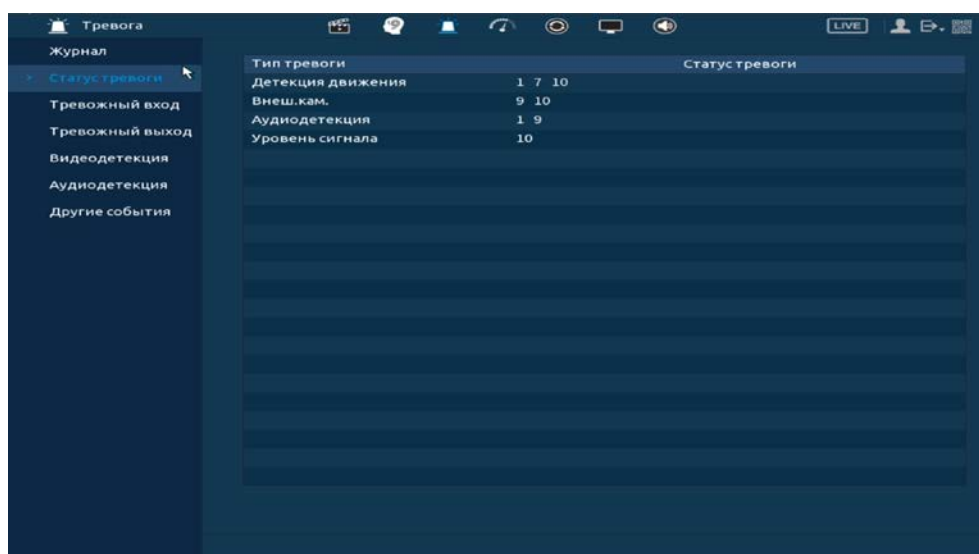 Тревога
LIVE
Журнал
Статус тревоги
Тревожный вход
Тревожный выход
Видеодетекция
Аудиодетекция
Другие события
Тип тревоги Статус тревоги
Детекция движения 1 7 10
Внеш.кам. 9 10
Аудиодетекция 1 9
Уровень сигнала 10